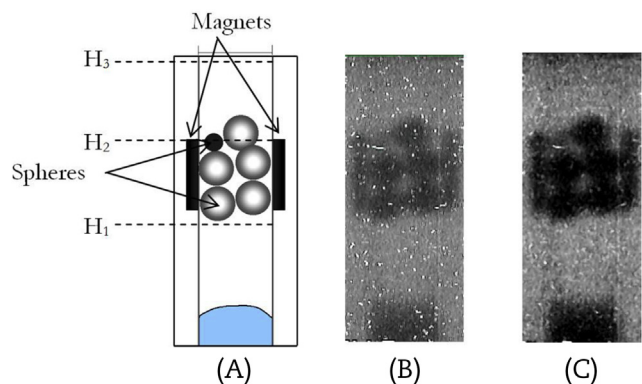 Magnets
H₃
H₂
Spheres
H₁
(A) (B) (C)